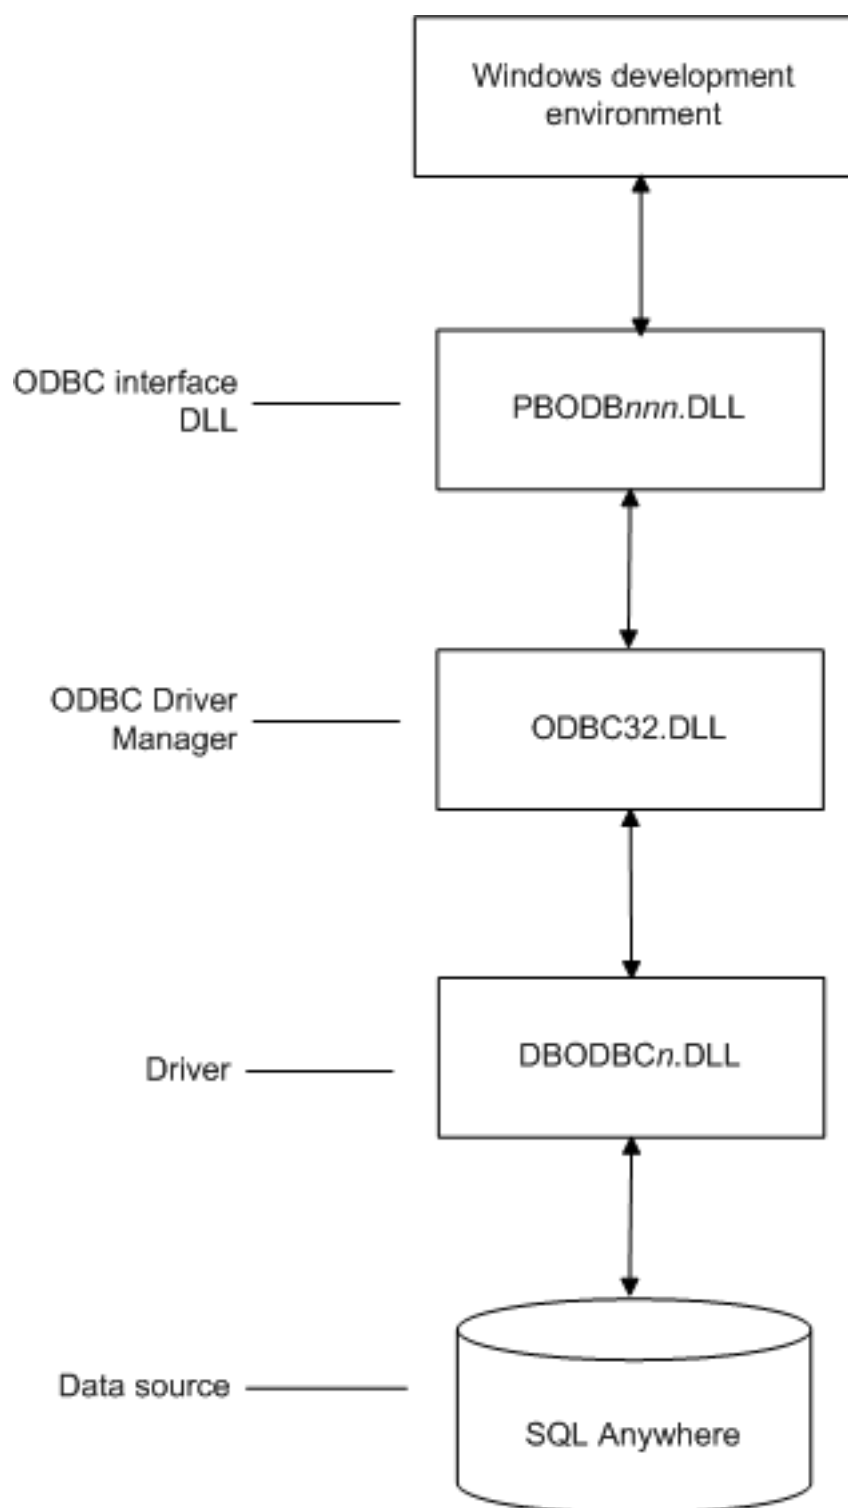 Windows development
environment
ODBC interface
DLL
PBODBnnn.DLL
ODBC Driver
Manager
ODBC32.DLL
Driver
DBODBCn.DLL
Data source
SQL Anywhere